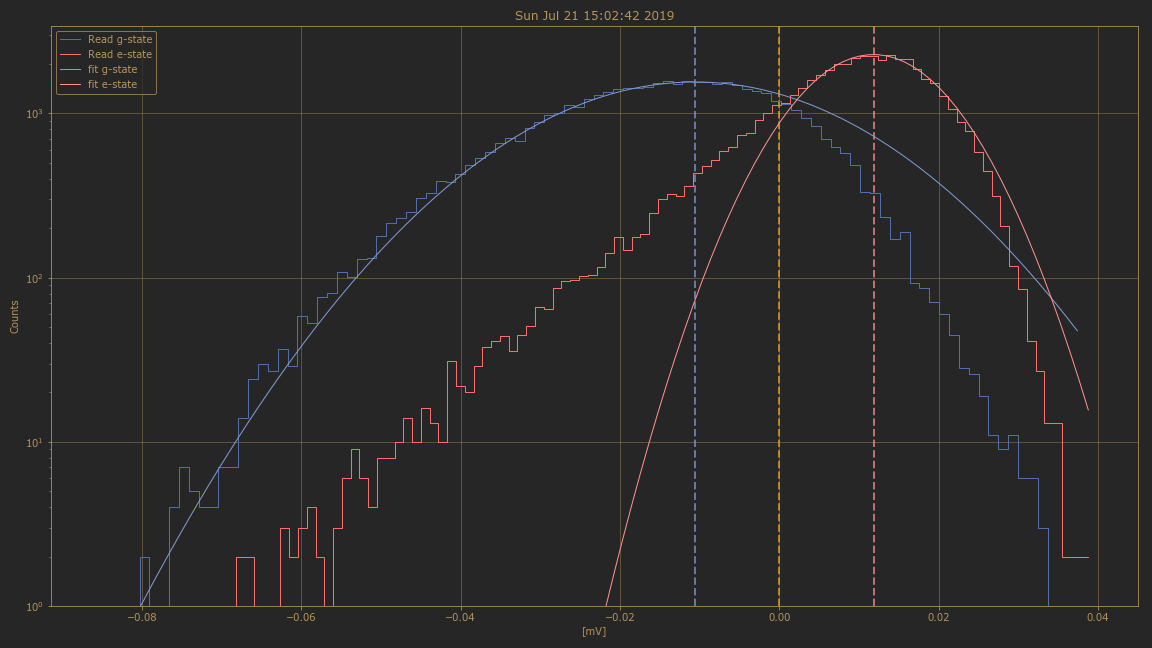 Sun Jul 21 15:02:42 2019
Read g-state
Read e-state
fit g-state
fit e-state
Counts
10³
10²
10¹
10⁰
−0.08 −0.06 −0.04 −0.02 0.00 0.02 0.04
[mV]